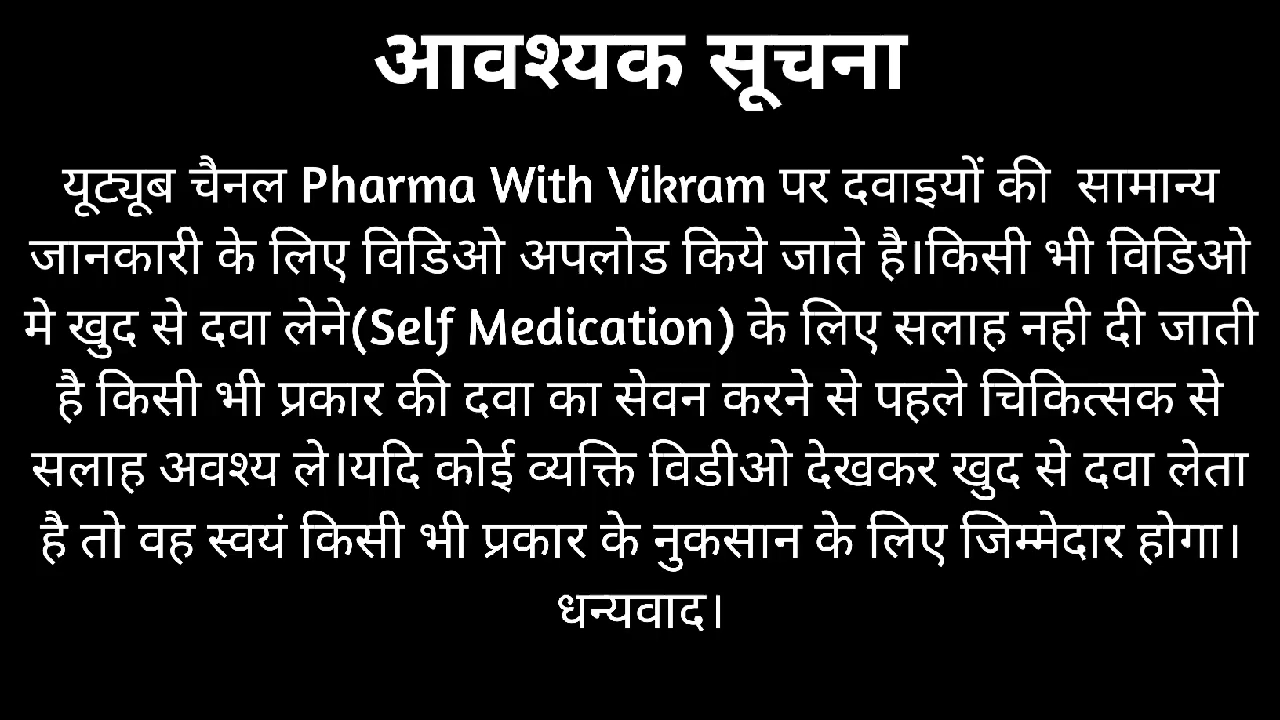 आवश्यक सूचना
यूट्यूब चैनल Pharma With Vikram पर दवाइयों की सामान्य
जानकारी के लिए विडिओ अपलोड किये जाते है।किसी भी विडिओ
मे खुद से दवा लेने(Self Medication) के लिए सलाह नही दी जाती
है किसी भी प्रकार की दवा का सेवन करने से पहले चिकित्सक से
सलाह अवश्य ले।यदि कोई व्यक्ति विडीओ देखकर खुद से दवा लेता
है तो वह स्वयं किसी भी प्रकार के नुकसान के लिए जिम्मेदार होगा।
धन्यवाद।